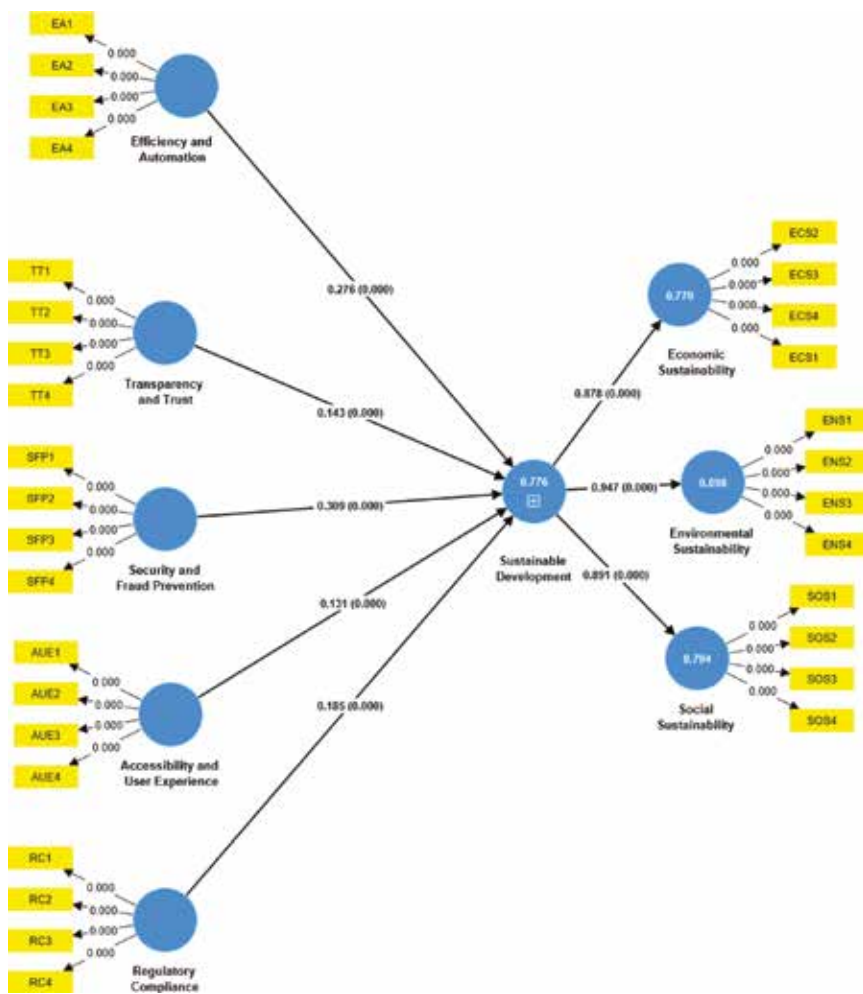 EA1
0.000
EA2
0.000
0.000
EA3
0.000
EA4
Efficiency and
Automation
TT1
0.000
TT2
0.000
0.000
TT3
0.000
TT4
Transparency
and Trust
SFP1
0.000
SFP2
0.000
0.000
SFP3
0.000
SFP4
Security and
Fraud Prevention
AUE1
0.000
AUE2
0.000
0.000
AUE3
0.000
AUE4
Accessibility and
User Experience
RC1
0.000
RC2
0.000
0.000
RC3
0.000
RC4
Regulatory
Compliance
0.276 (0.000)
0.143 (0.000)
0.309 (0.000)
0.131 (0.000)
0.185 (0.000)
0.776
Sustainable
Development
0.878 (0.000)
0.947 (0.000)
0.891 (0.000)
0.770
Economic
Sustainability
ECS2
0.000
ECS3
0.000
0.000
ECS4
0.000
ECS1
Environmental
Sustainability
ENS1
0.000
ENS2
0.000
0.000
ENS3
0.000
ENS4
0.794
Social
Sustainability
SOS1
0.000
SOS2
0.000
0.000
SOS3
0.000
SOS4